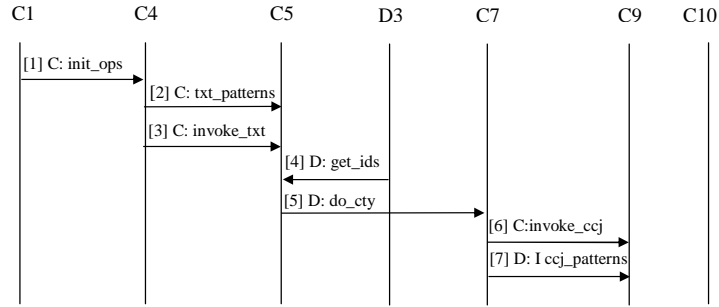 C1 C4 C5 D3 C7 C9 C10
[1] C: init_ops
[2] C: txt_patterns
[3] C: invoke_txt
[4] D: get_ids
[5] D: do_cty
[6] C:invoke_ccj
[7] D: I ccj_patterns